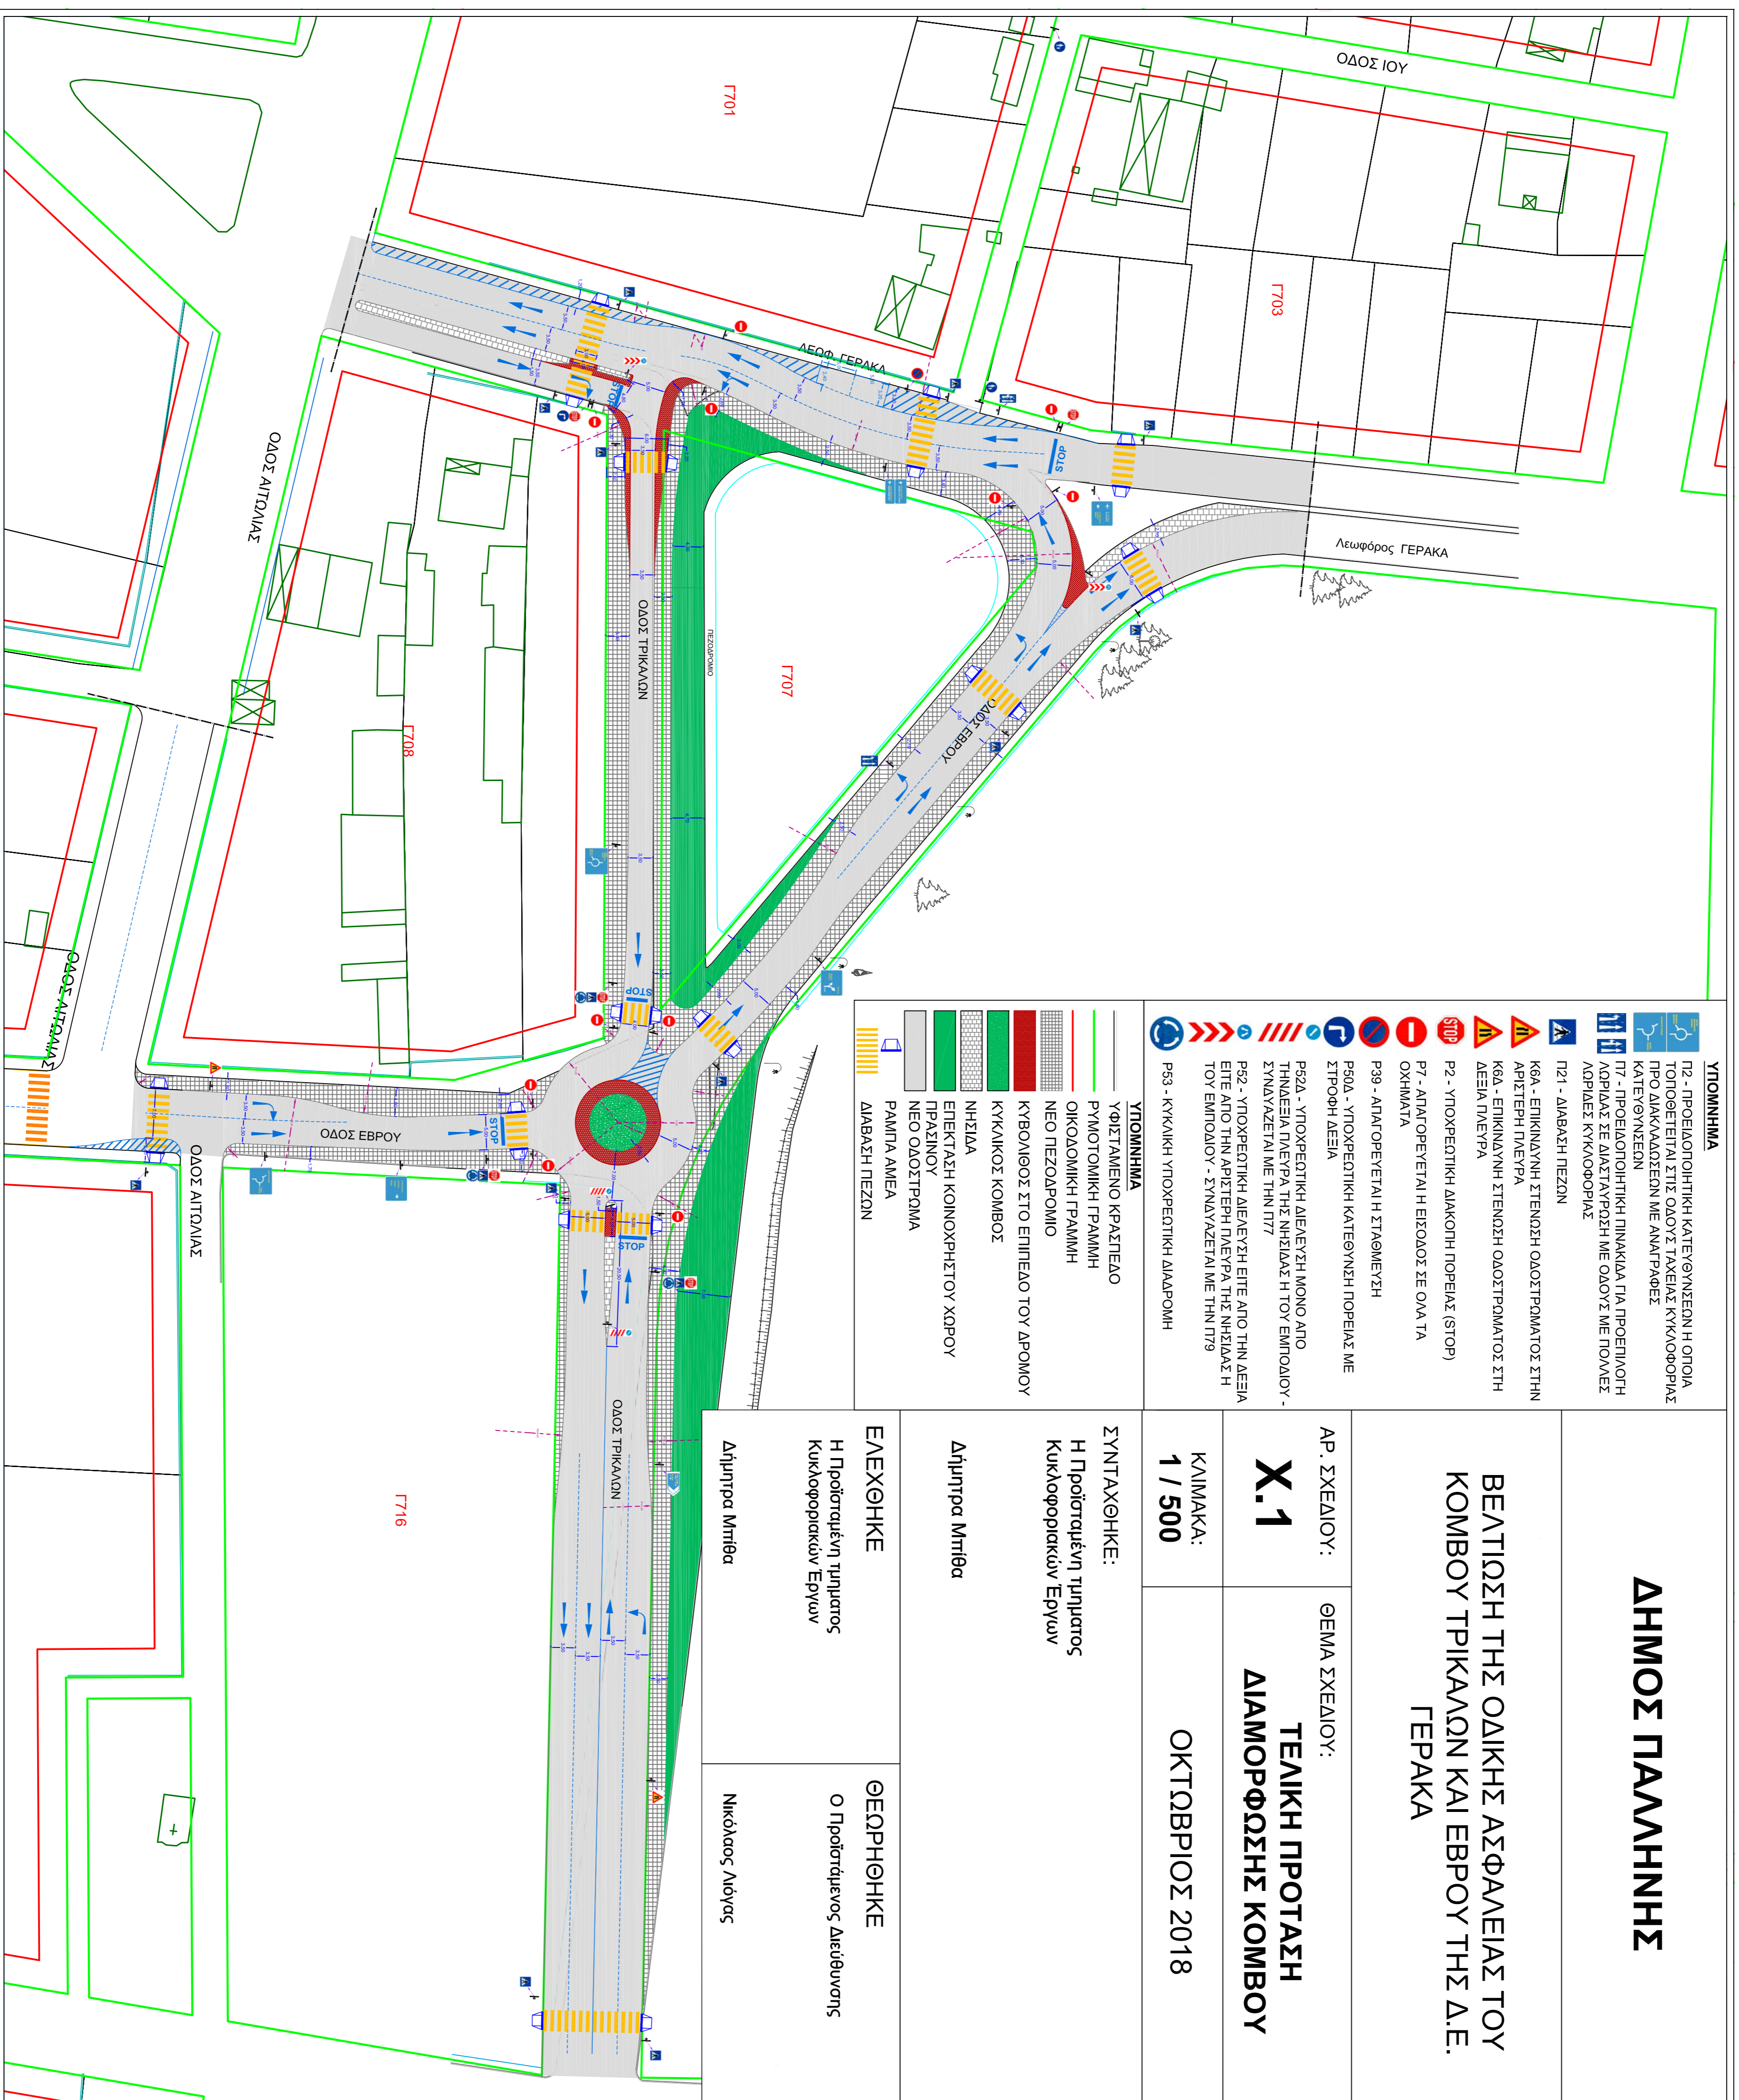 ΔΗΜΟΣ ΠΑΛΛΗΝΗΣ
ΒΕΛΤΙΩΣΗ ΤΗΣ ΟΔΙΚΗΣ ΑΣΦΑΛΕΙΑΣ ΤΟΥ
ΚΟΜΒΟΥ ΤΡΙΚΑΛΩΝ ΚΑΙ ΕΒΡΟΥ ΤΗΣ Δ.Ε.
ΓΕΡΑΚΑ
ΑΡ. ΣΧΕΔΙΟΥ:
Χ.1
ΘΕΜΑ ΣΧΕΔΙΟΥ:
ΤΕΛΙΚΗ ΠΡΟΤΑΣΗ
ΔΙΑΜΟΡΦΩΣΗΣ ΚΟΜΒΟΥ
ΚΛΙΜΑΚΑ:
1 / 500
ΟΚΤΩΒΡΙΟΣ 2018
ΣΥΝΤΑΧΘΗΚΕ:
Η Προϊσταμένη τμηματος
Κυκλοφοριακών Έργων
Δήμητρα Μπίθα
ΕΛΕΧΘΗΚΕ
Η Προϊσταμένη τμηματος
Κυκλοφοριακών Έργων
Δήμητρα Μπίθα
ΘΕΩΡΗΘΗΚΕ
Ο Προϊστάμενος Διεύθυνσης
Νικόλαος Λιόγας
ΥΠΟΜΝΗΜΑ
Π2 - ΠΡΟΕΙΔΟΠΟΙΗΤΙΚΗ ΚΑΤΕΥΘΥΝΣΕΩΝ Η ΟΠΟΙΑ
ΤΟΠΟΘΕΤΕΙΤΑΙ ΣΤΙΣ ΟΔΟΥΣ ΤΑΧΕΙΑΣ ΚΥΚΛΟΦΟΡΙΑΣ
ΠΡΟ ΔΙΑΚΛΑΔΩΣΕΩΝ ΜΕ ΑΝΑΓΡΑΦΕΣ
ΚΑΤΕΥΘΥΝΣΕΩΝ
Π7 - ΠΡΟΕΙΔΟΠΟΙΗΤΙΚΗ ΠΙΝΑΚΙΔΑ ΓΙΑ ΠΡΟΕΠΙΛΟΓΗ
ΛΩΡΙΔΑΣ ΣΕ ΔΙΑΣΤΑΥΡΩΣΗ ΜΕ ΟΔΟΥΣ ΜΕ ΠΟΛΛΕΣ
ΛΩΡΙΔΕΣ ΚΥΚΛΟΦΟΡΙΑΣ
Π21 - ΔΙΑΒΑΣΗ ΠΕΖΩΝ
Κ6Α - ΕΠΙΚΙΝΔΥΝΗ ΣΤΕΝΩΣΗ ΟΔΟΣΤΡΩΜΑΤΟΣ ΣΤΗΝ
ΑΡΙΣΤΕΡΗ ΠΛΕΥΡΑ
Κ6Δ - ΕΠΙΚΙΝΔΥΝΗ ΣΤΕΝΩΣΗ ΟΔΟΣΤΡΩΜΑΤΟΣ ΣΤΗ
ΔΕΞΙΑ ΠΛΕΥΡΑ
STOP
Ρ2 - ΥΠΟΧΡΕΩΤΙΚΗ ΔΙΑΚΟΠΗ ΠΟΡΕΙΑΣ (STOP)
Ρ7 - ΑΠΑΓΟΡΕΥΕΤΑΙ Η ΕΙΣΟΔΟΣ ΣΕ ΟΛΑ ΤΑ
ΟΧΗΜΑΤΑ
Ρ39 - ΑΠΑΓΟΡΕΥΕΤΑΙ Η ΣΤΑΘΜΕΥΣΗ
Ρ50Δ - ΥΠΟΧΡΕΩΤΙΚΗ ΚΑΤΕΘΥΝΣΗ ΠΟΡΕΙΑΣ ΜΕ
ΣΤΡΟΦΗ ΔΕΞΙΑ
Ρ52Δ - ΥΠΟΧΡΕΩΤΙΚΗ ΔΙΕΛΕΥΣΗ ΜΟΝΟ ΑΠΟ
ΤΗΝΔΕΞΙΑ ΠΛΕΥΡΑ ΤΗΣ ΝΗΣΙΔΑΣ Η ΤΟΥ ΕΜΠΟΔΙΟΥ -
ΣΥΝΔΥΑΖΕΤΑΙ ΜΕ ΤΗΝ Π77
Ρ52 - ΥΠΟΧΡΕΩΤΙΚΗ ΔΙΕΛΕΥΣΗ ΕΙΤΕ ΑΠΟ ΤΗΝ ΔΕΞΙΑ
ΕΙΤΕ ΑΠΟ ΤΗΝ ΑΡΙΣΤΕΡΗ ΠΛΕΥΡΑ ΤΗΣ ΝΗΣΙΔΑΣ Η
ΤΟΥ ΕΜΠΟΔΙΟΥ - ΣΥΝΔΥΑΖΕΤΑΙ ΜΕ ΤΗΝ Π79
Ρ53 - ΚΥΚΛΙΚΗ ΥΠΟΧΡΕΩΤΙΚΗ ΔΙΑΔΡΟΜΗ
ΥΠΟΜΝΗΜΑ
ΥΦΙΣΤΑΜΕΝΟ ΚΡΑΣΠΕΔΟ
ΡΥΜΟΤΟΜΙΚΗ ΓΡΑΜΜΗ
ΟΙΚΟΔΟΜΙΚΗ ΓΡΑΜΜΗ
ΝΕΟ ΠΕΖΟΔΡΟΜΙΟ
ΚΥΒΟΛΙΘΟΣ ΣΤΟ ΕΠΙΠΕΔΟ ΤΟΥ ΔΡΟΜΟΥ
ΚΥΚΛΙΚΟΣ ΚΟΜΒΟΣ
ΝΗΣΙΔΑ
ΕΠΕΚΤΑΣΗ ΚΟΙΝΟΧΡΗΣΤΟΥ ΧΩΡΟΥ
ΠΡΑΣΙΝΟΥ
ΝΕΟ ΟΔΟΣΤΡΩΜΑ
ΡΑΜΠΑ ΑΜΕΑ
ΔΙΑΒΑΣΗ ΠΕΖΩΝ
ΟΔΟΣ ΙΟΥ
Γ701
Γ703
ΛΕΩΦ. ΓΕΡΑΚΑ
Λεωφόρος ΓΕΡΑΚΑ
STOP
STOP
ΟΔΟΣ ΑΙΤΩΛΙΑΣ
ΟΔΟΣ ΤΡΙΚΑΛΩΝ
ΠΕΖΟΔΡΟΜΙΟ
Γ707
ΟΔΟΣ ΕΒΡΟΥ
Γ708
STOP
ΟΔΟΣ ΑΙΤΩΛΙΑΣ
ΟΔΟΣ ΕΒΡΟΥ
STOP
ΟΔΟΣ ΑΙΤΩΛΙΑΣ
STOP
20,00
ΟΔΟΣ ΤΡΙΚΑΛΩΝ
Γ716